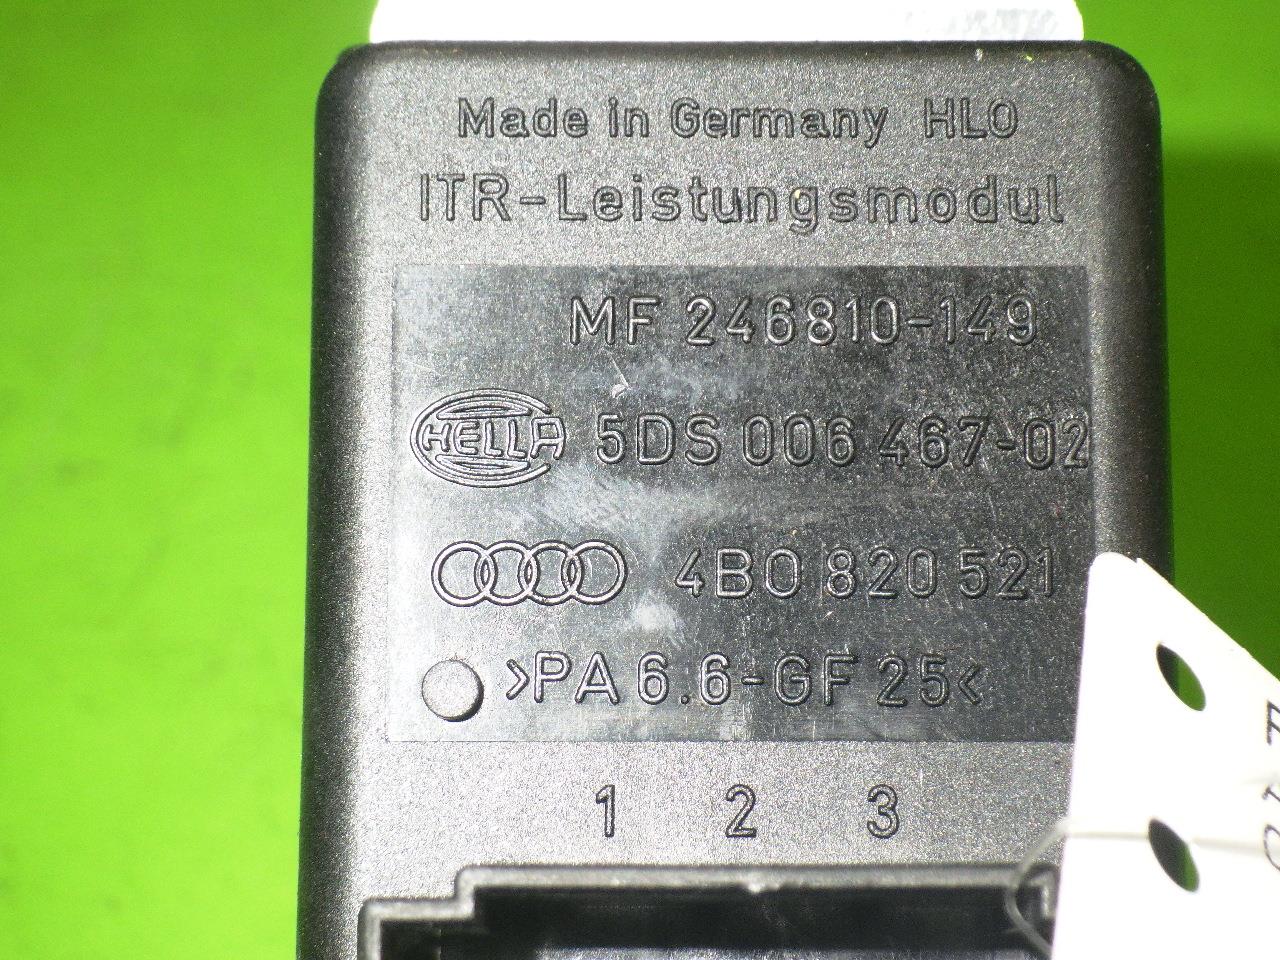 Made in Germany HLO
ITR-Leistungsmodul
MF 246810-149
HELLA 5DS 006 467-02
4B0 820 521
>PA 6.6-GF 25<
1 2 3